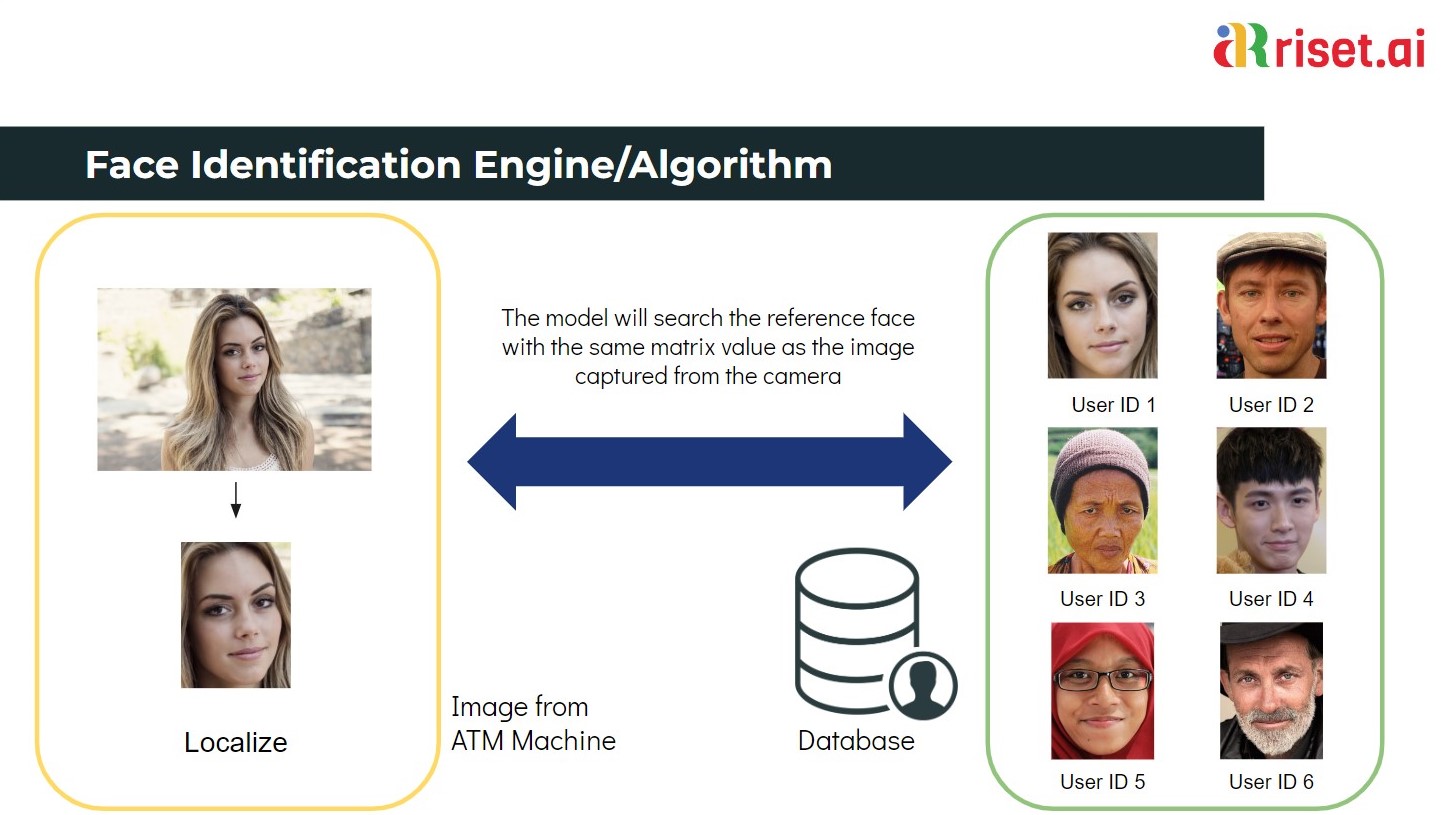 riset.ai
Face Identification Engine/Algorithm
The model will search the reference face
with the same matrix value as the image
captured from the camera
Localize
Image from
ATM Machine
Database
User ID 1
User ID 2
User ID 3
User ID 4
User ID 5
User ID 6